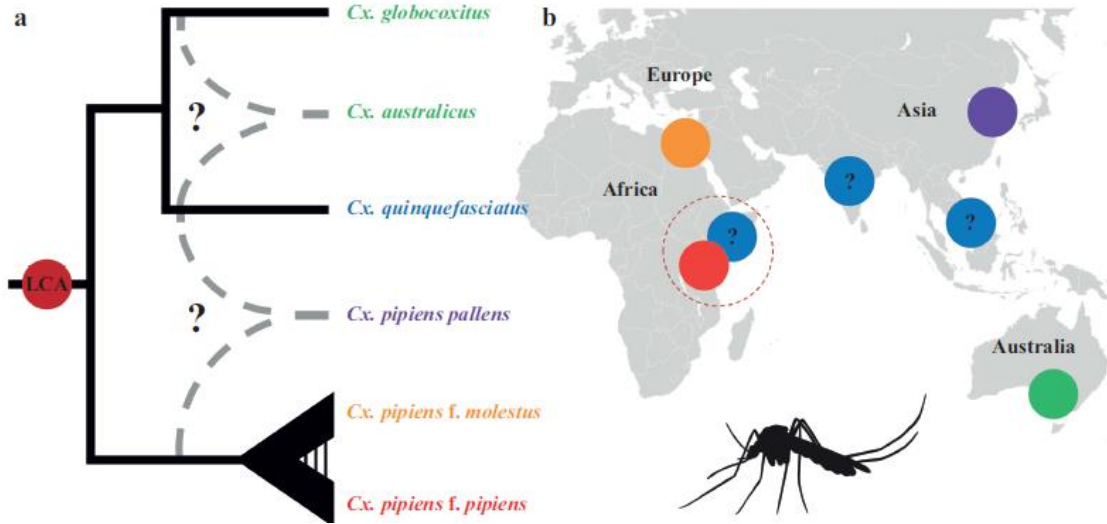 a
Cx. globocoxitus
?
Cx. australicus
Cx. quinquefasciatus
LCA
?
Cx. pipiens pallens
Cx. pipiens f. molestus
Cx. pipiens f. pipiens
b
Europe
Asia
Africa
?
?
?
Australia